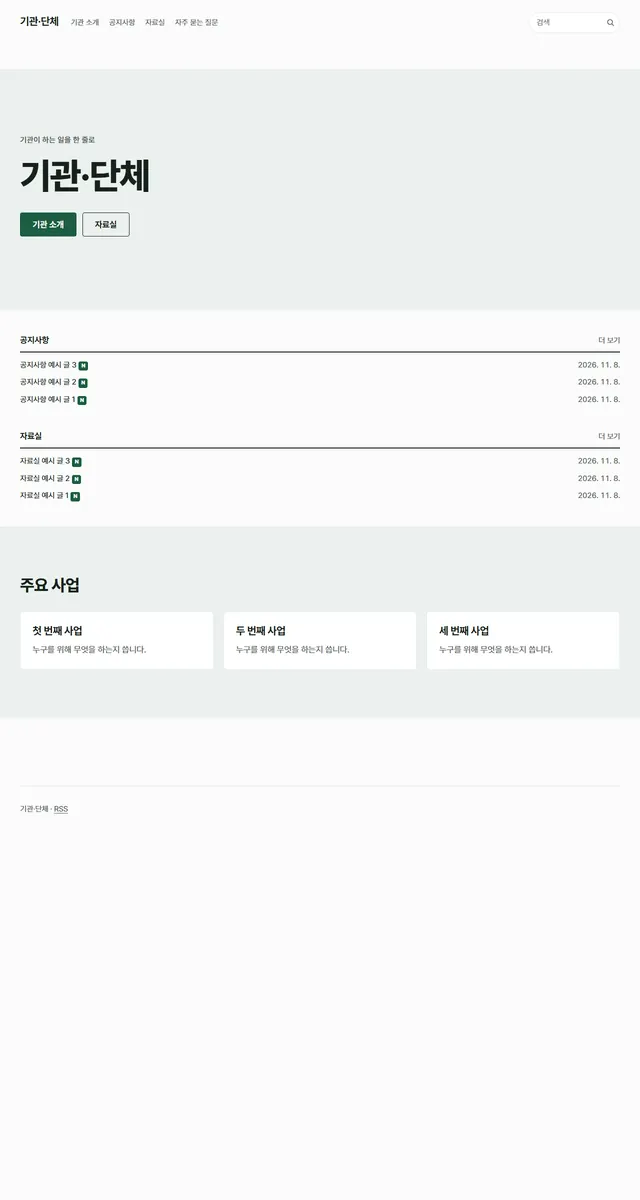 기관·단체 기관 소개 공지사항 자료실 자주 묻는 질문 검색
기관이 하는 일을 한 줄로
기관·단체
기관 소개 자료실
공지사항 더 보기
공지사항 예시 글 3 N 2026. 11. 8.
공지사항 예시 글 2 N 2026. 11. 8.
공지사항 예시 글 1 N 2026. 11. 8.
자료실 더 보기
자료실 예시 글 3 N 2026. 11. 8.
자료실 예시 글 2 N 2026. 11. 8.
자료실 예시 글 1 N 2026. 11. 8.
주요 사업
첫 번째 사업 두 번째 사업 세 번째 사업
누구를 위해 무엇을 하는지 씁니다. 누구를 위해 무엇을 하는지 씁니다. 누구를 위해 무엇을 하는지 씁니다.
기관·단체 · RSS